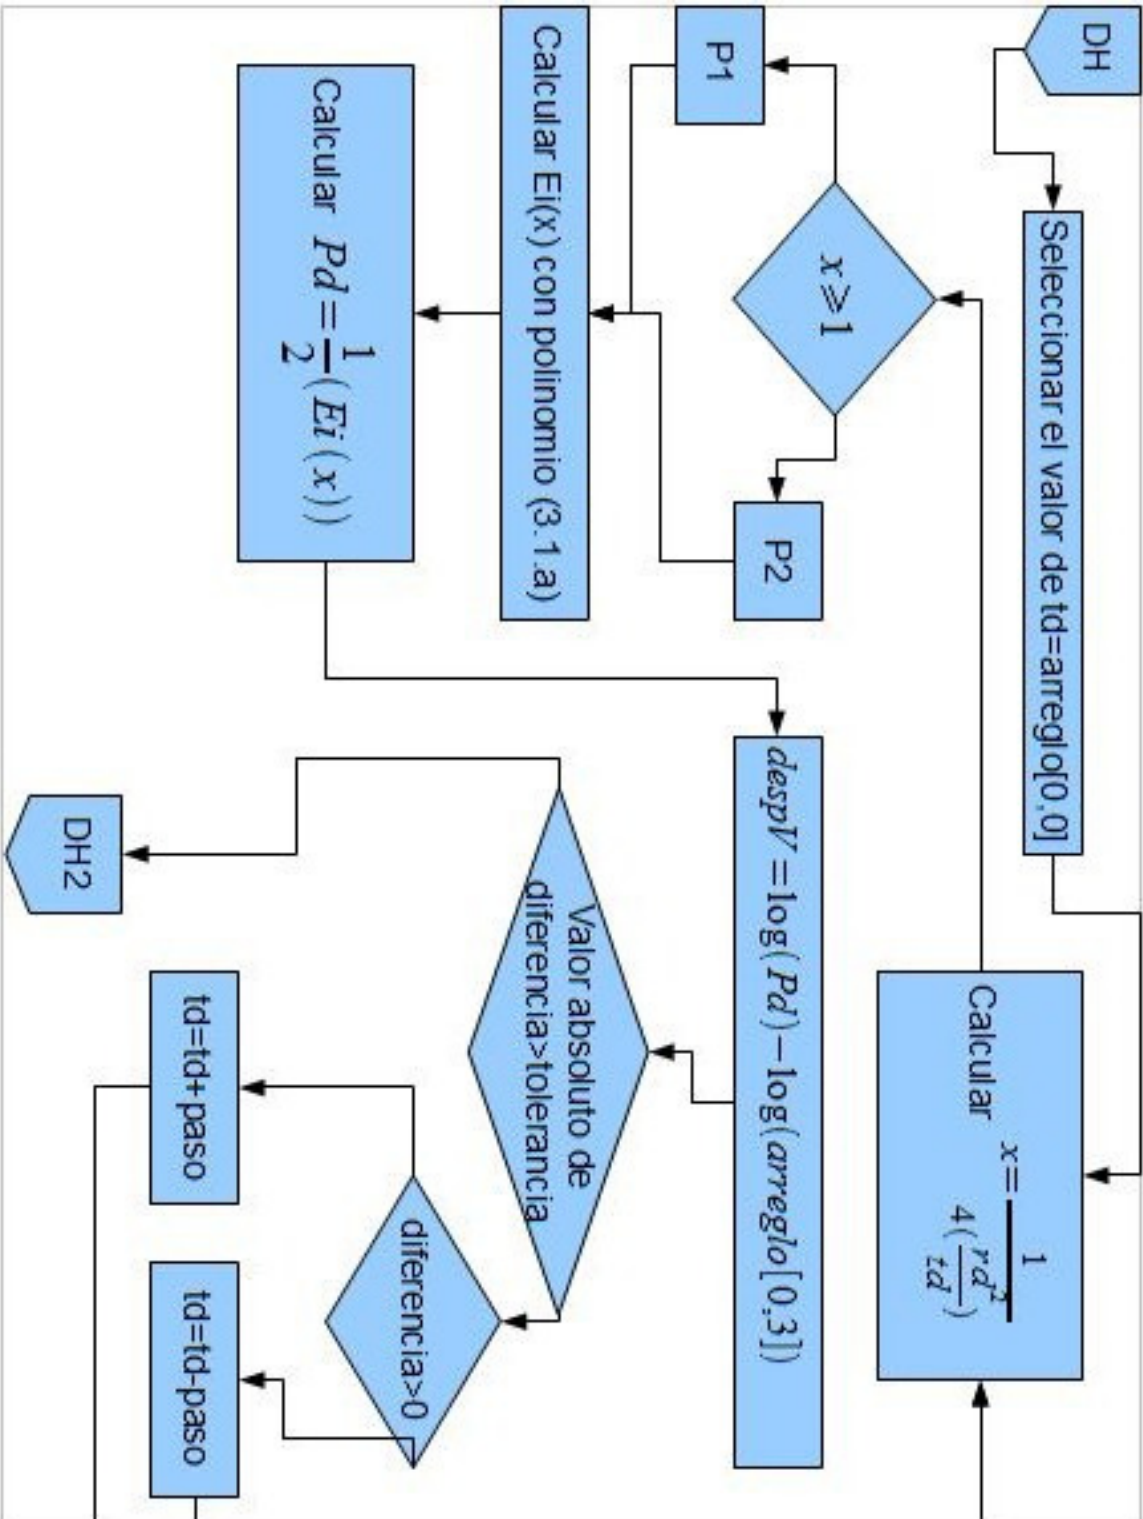 DH
Seleccionar el valor de td=arreglo[0,0]
Calcular x=1/4(rd²/td)
x⩾1
P1
P2
Calcular Ei(x) con polinomio (3.1.a)
Calcular Pd=1/2(Ei(x))
despV=log(Pd)−log(arreglo[0,3])
Valor absoluto de
diferencia>tolerancia
DH2
diferencia>0
td=td+paso
td=td-paso